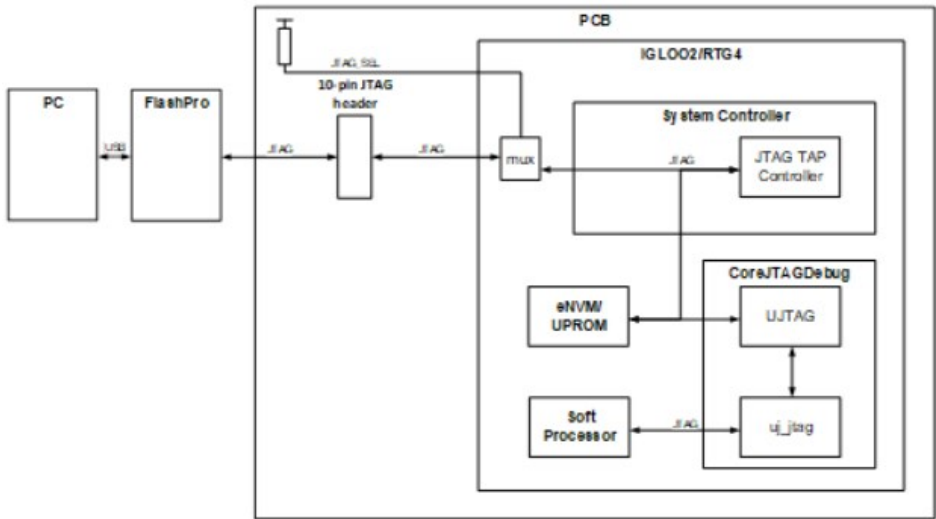 PCB
IGLOO2/RTG4
JTAG_SEL
10-pin JTAG
header
PC
FlashPro
System Controller
USB
JTAG
JTAG
mux
JTAG
JTAG TAP
Controller
CoreJTAGDebug
eNVM/
UPROM
UJTAG
Soft
Processor
JTAG
uj_jtag